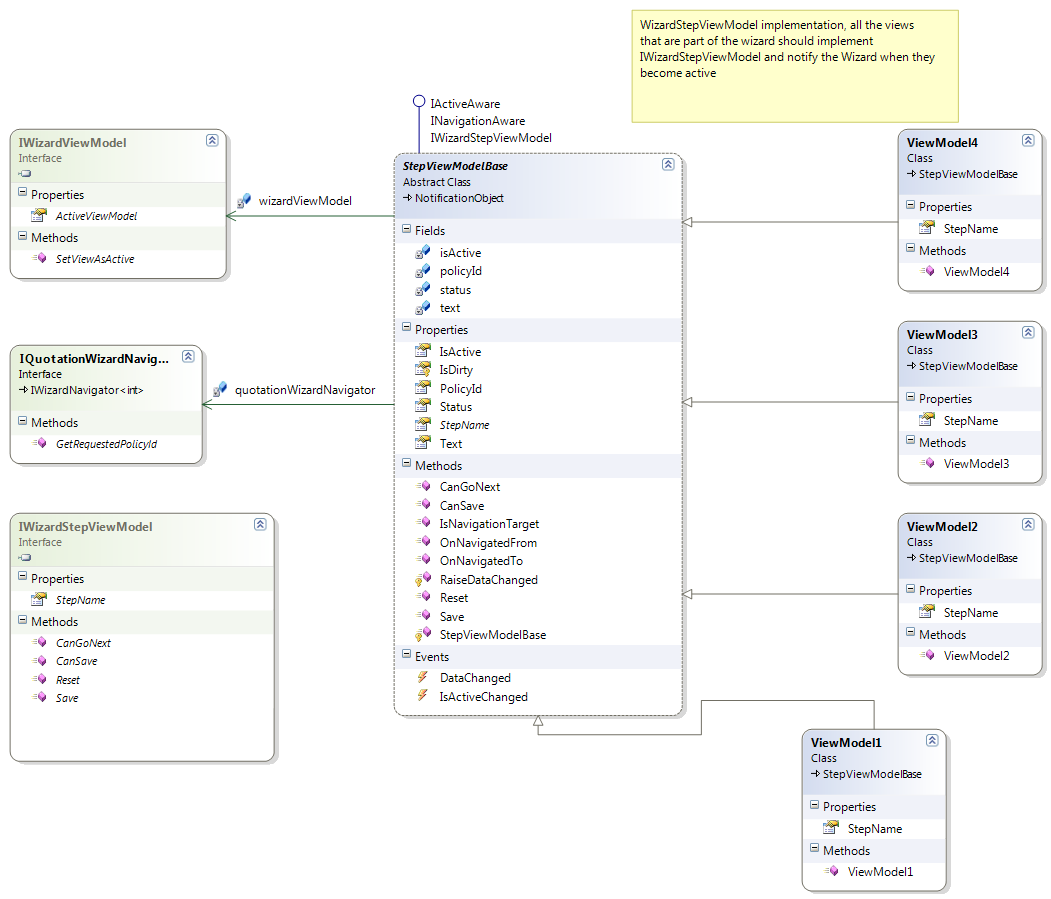 WizardStepViewModel implementation, all the views
that are part of the wizard should implement
IWizardStepViewModel and notify the Wizard when they
become active
IActiveAware
INavigationAware
IWizardStepViewModel
IWizardViewModel
Interface
Properties
ActiveViewModel
Methods
SetViewAsActive
wizardViewModel
IQuotationWizardNavig...
Interface
IWizardNavigator<int>
Methods
GetRequestedPolicyId
quotationWizardNavigator
IWizardStepViewModel
Interface
Properties
StepName
Methods
CanGoNext
CanSave
Reset
Save
StepViewModelBase
Abstract Class
NotificationObject
Fields
isActive
policyId
status
text
Properties
IsActive
IsDirty
PolicyId
Status
StepName
Text
Methods
CanGoNext
CanSave
IsNavigationTarget
OnNavigatedFrom
OnNavigatedTo
RaiseDataChanged
Reset
Save
StepViewModelBase
Events
DataChanged
IsActiveChanged
ViewModel4
Class
StepViewModelBase
Properties
StepName
Methods
ViewModel4
ViewModel3
Class
StepViewModelBase
Properties
StepName
Methods
ViewModel3
ViewModel2
Class
StepViewModelBase
Properties
StepName
Methods
ViewModel2
ViewModel1
Class
StepViewModelBase
Properties
StepName
Methods
ViewModel1